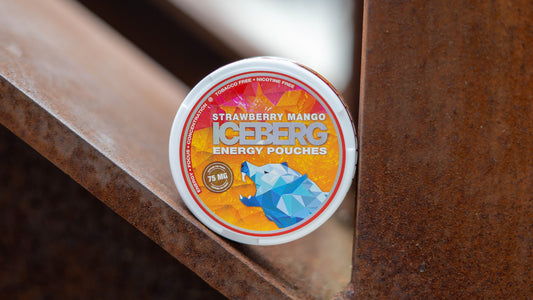 ENERGY • FOCUS • CONCENTRATION • TOBACCO FREE • NICOTINE FREE
STRAWBERRY MANGO
ICEBERG
ENERGY POUCHES
75 MG